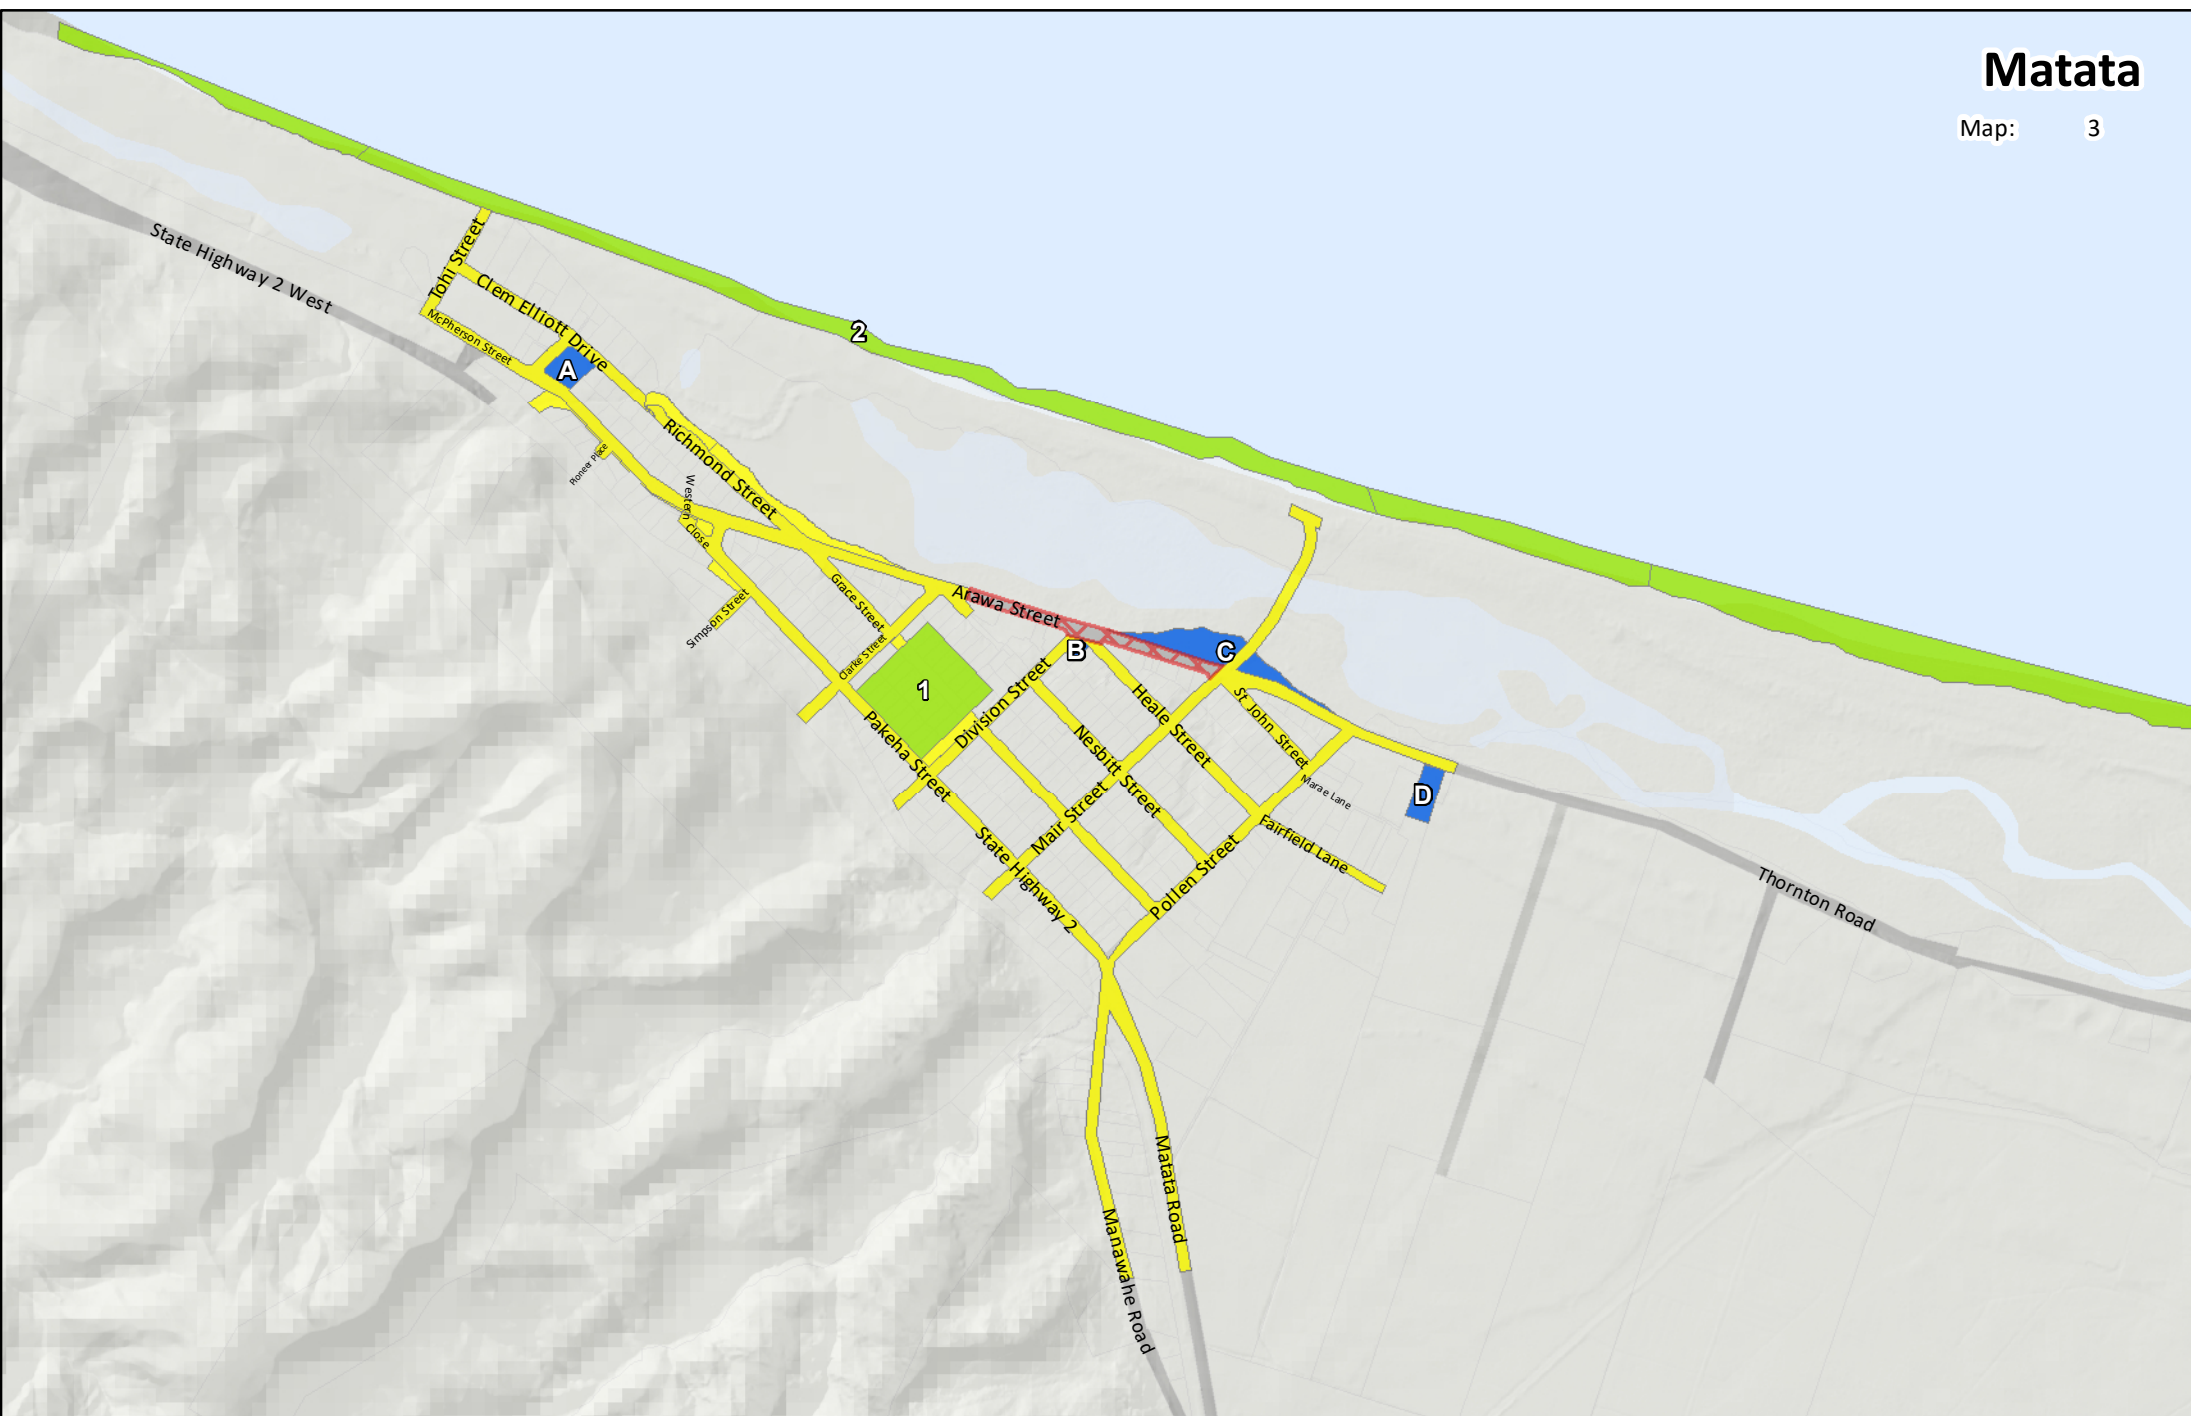 Matata
Map: 3
State Highway 2 West
Tohi Street
Clem Elliott Drive
McPherson Street
A
2
Richmond Street
Pioneer Place
Western Close
Simpson Street
Grace Street
Clarke Street
Arawa Street
B
C
1
Division Street
Pakeha Street
Heale Street
St John Street
Nesbitt Street
Marae Lane
D
Mair Street
State Highway 2
Fairfield Lane
Pollen Street
Thornton Road
Matata Road
Manawahe Road